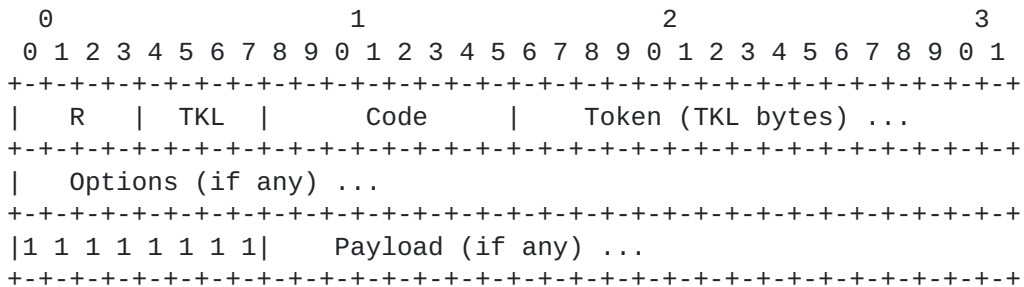 0                   1                   2                   3
 0 1 2 3 4 5 6 7 8 9 0 1 2 3 4 5 6 7 8 9 0 1 2 3 4 5 6 7 8 9 0 1
+-+-+-+-+-+-+-+-+-+-+-+-+-+-+-+-+-+-+-+-+-+-+-+-+-+-+-+-+-+-+-+-+
|   R   |  TKL  |      Code     |    Token (TKL bytes) ...
+-+-+-+-+-+-+-+-+-+-+-+-+-+-+-+-+-+-+-+-+-+-+-+-+-+-+-+-+-+-+-+-+
|   Options (if any) ...
+-+-+-+-+-+-+-+-+-+-+-+-+-+-+-+-+-+-+-+-+-+-+-+-+-+-+-+-+-+-+-+-+
|1 1 1 1 1 1 1 1|    Payload (if any) ...
+-+-+-+-+-+-+-+-+-+-+-+-+-+-+-+-+-+-+-+-+-+-+-+-+-+-+-+-+-+-+-+-+